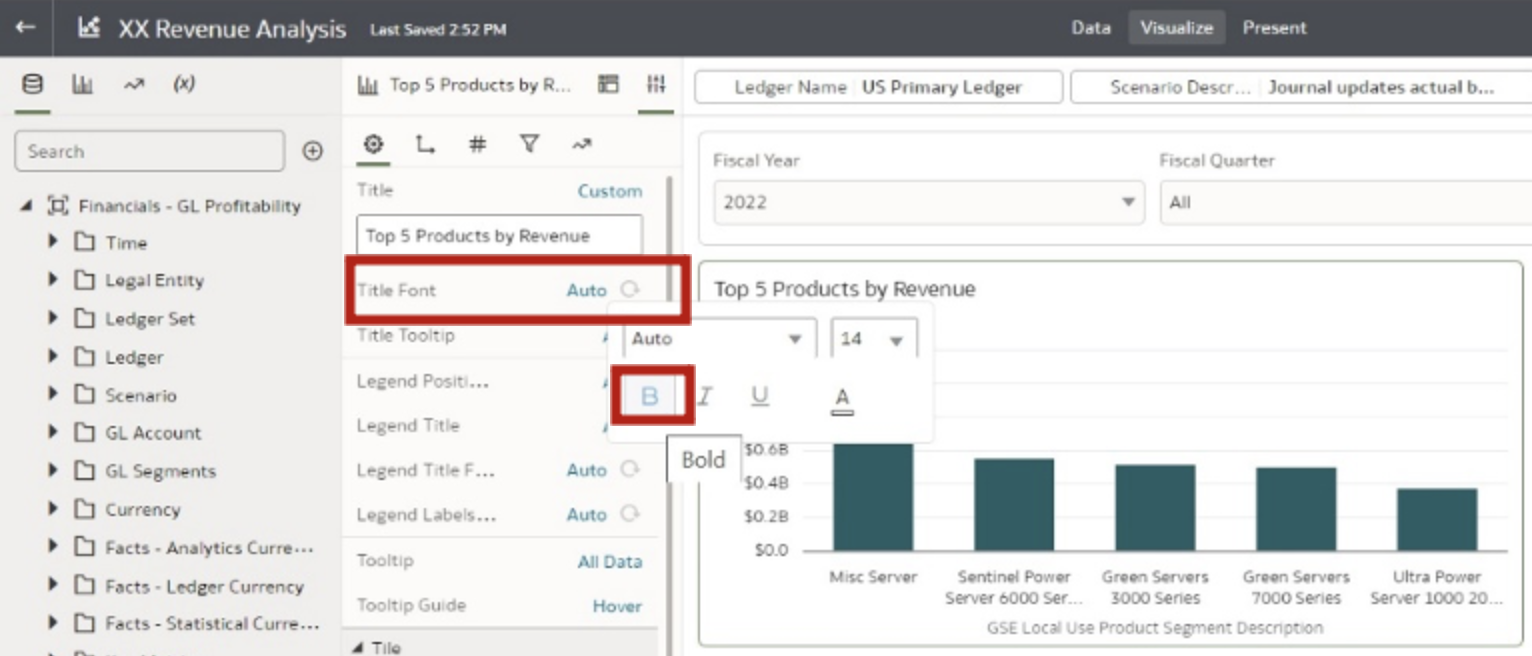 XX Revenue Analysis Last Saved 2:52 PM Data Visualize Present
(x)
Search
Financials - GL Profitability
Time
Legal Entity
Ledger Set
Ledger
Scenario
GL Account
GL Segments
Currency
Facts - Analytics Curre...
Facts - Ledger Currency
Facts - Statistical Curre...
Top 5 Products by R...
#
Title Custom
Top 5 Products by Revenue
Title Font Auto
Title Tooltip
Legend Positi...
Legend Title
Legend Title F... Auto
Legend Labels... Auto
Tooltip All Data
Tooltip Guide Hover
Tile
Auto 14
B I U A
Bold
Ledger Name US Primary Ledger Scenario Descr... Journal updates actual b...
Fiscal Year Fiscal Quarter
2022 All
Top 5 Products by Revenue
$0.6B
$0.4B
$0.2B
$0.0
Misc Server
Sentinel Power
Server 6000 Ser...
Green Servers
3000 Series
Green Servers
7000 Series
Ultra Power
Server 1000 20...
GSE Local Use Product Segment Description